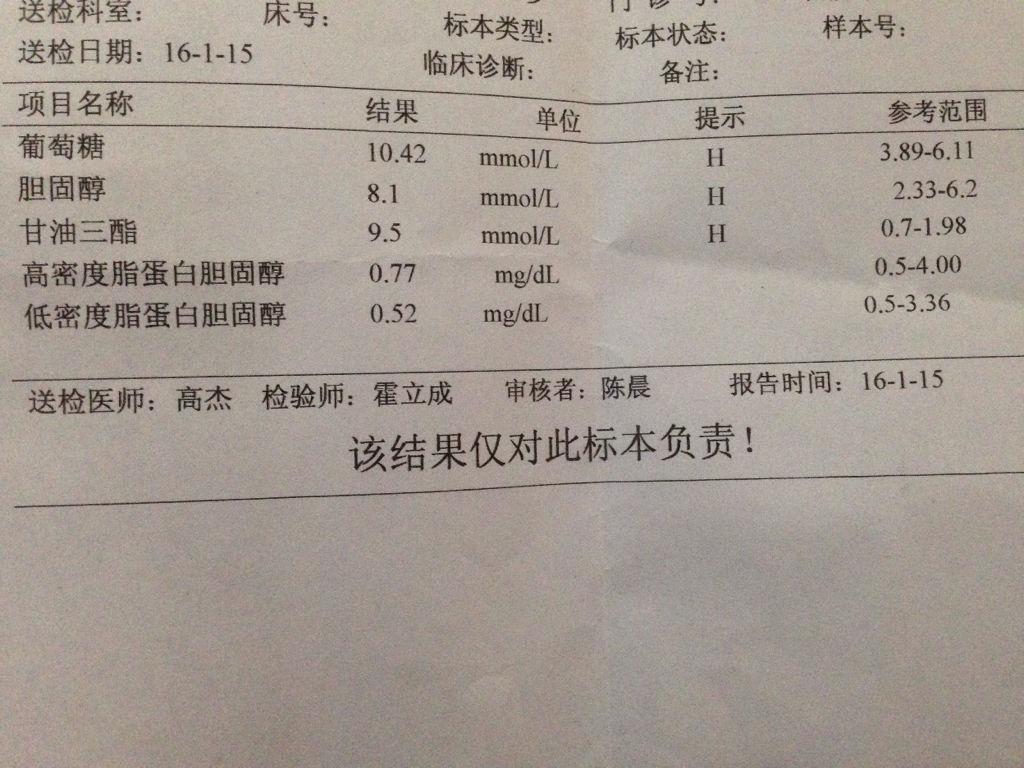 送检科室： 床号： 标本类型： 样本号：
送检日期：16-1-15 临床诊断： 标本状态： 备注：
项目名称 结果 单位 提示 参考范围
葡萄糖 10.42 mmol/L H 3.89-6.11
胆固醇 8.1 mmol/L H 2.33-6.2
甘油三酯 9.5 mmol/L H 0.7-1.98
高密度脂蛋白胆固醇 0.77 mg/dL 0.5-4.00
低密度脂蛋白胆固醇 0.52 mg/dL 0.5-3.36
送检医师：高杰 检验师：霍立成 审核者：陈晨 报告时间：16-1-15
该结果仅对此标本负责！